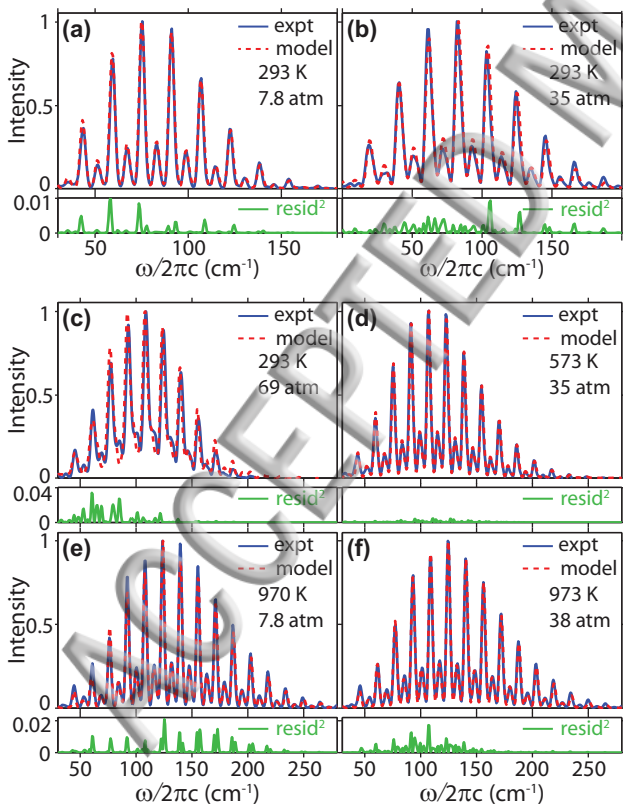 (a) expt
model
293 K
7.8 atm
(b) expt
model
293 K
35 atm
Intensity
1
0.5
0
0.01
0
resid²
resid²
50 100 150
50 100 150
ω/2πc (cm⁻¹)
ω/2πc (cm⁻¹)
(c) expt
model
293 K
69 atm
(d) expt
model
573 K
35 atm
Intensity
1
0.5
0
0.04
0
resid²
resid²
(e) expt
model
970 K
7.8 atm
(f) expt
model
973 K
38 atm
Intensity
1
0.5
0
0.02
0
resid²
resid²
50 100 150 200 250
50 100 150 200 250
ω/2πc (cm⁻¹)
ω/2πc (cm⁻¹)
ACCEPTED M